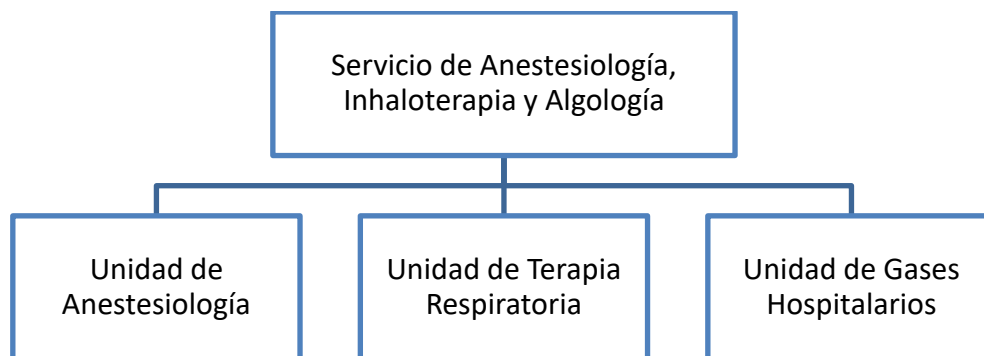 Servicio de Anestesiología,
Inhaloterapia y Algología
Unidad de
Anestesiología
Unidad de Terapia
Respiratoria
Unidad de Gases
Hospitalarios